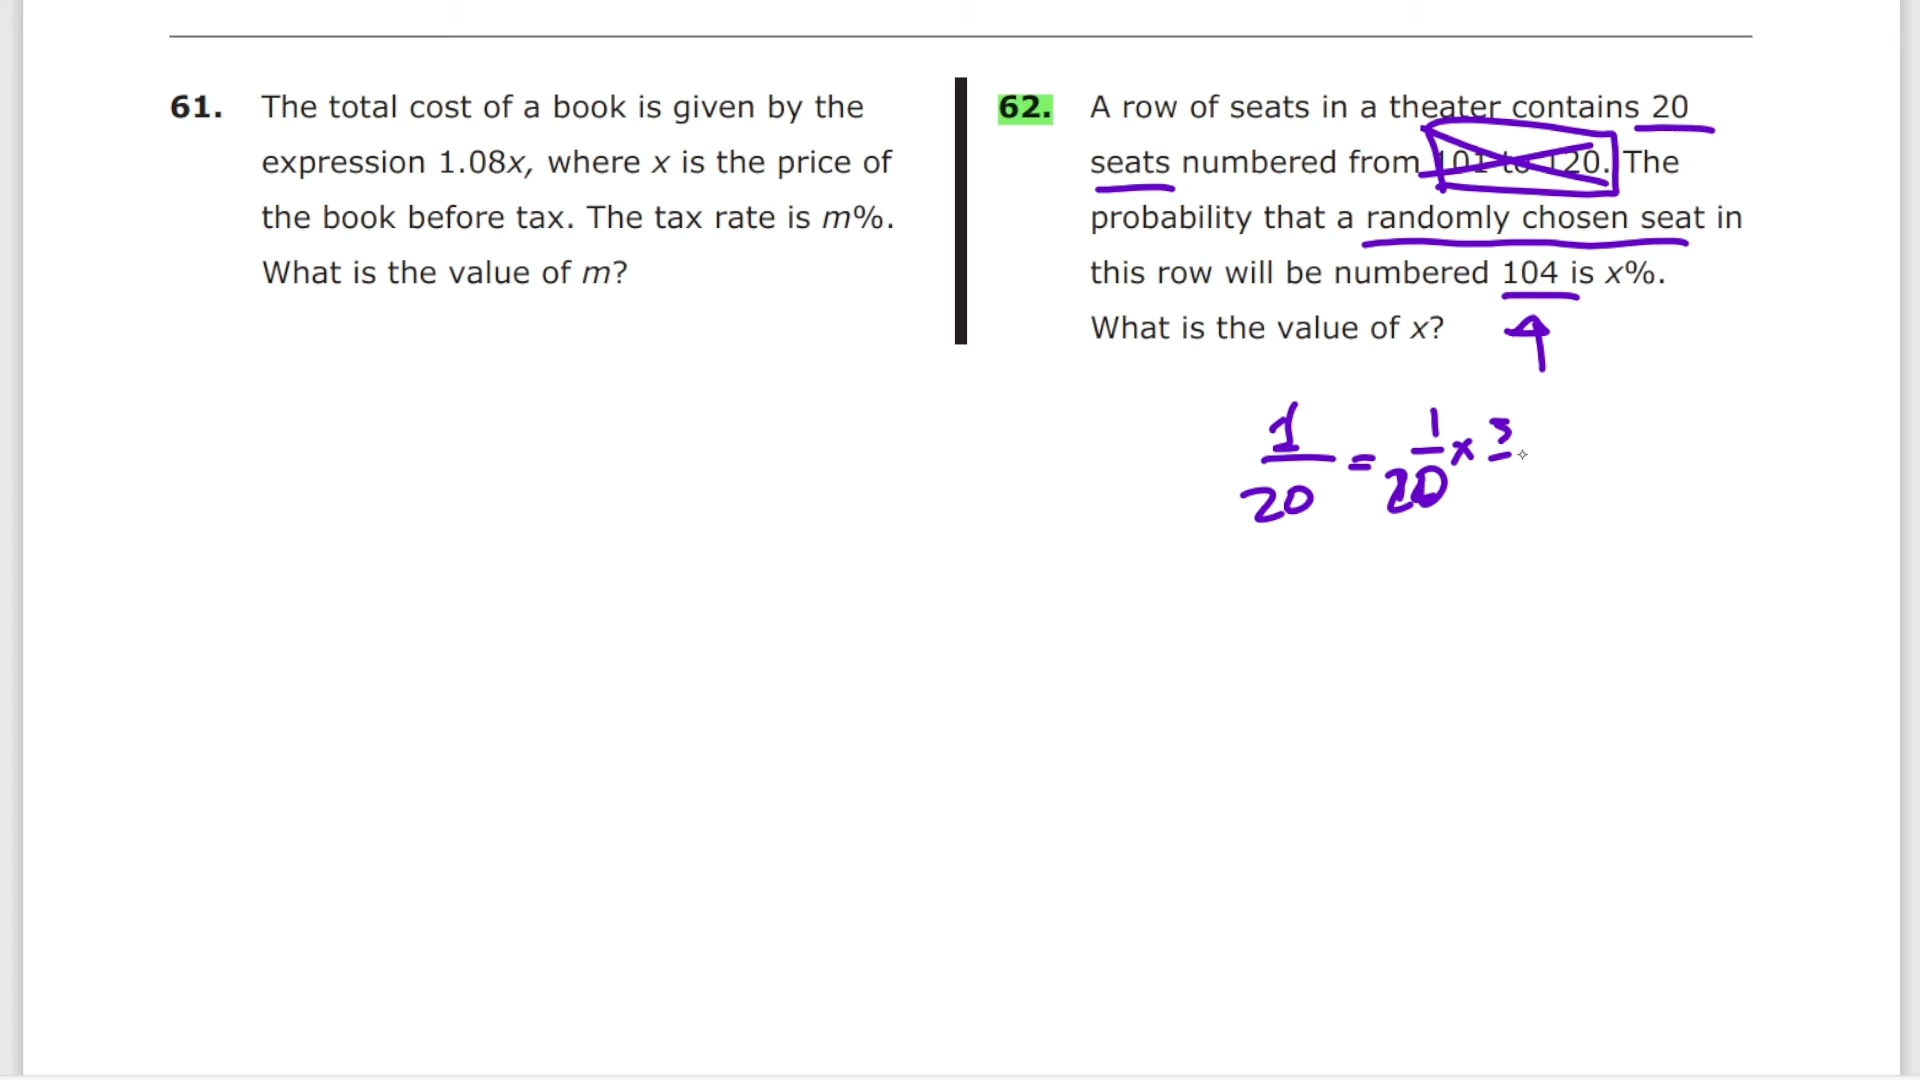 61. The total cost of a book is given by the
expression 1.08x, where x is the price of
the book before tax. The tax rate is m%.
What is the value of m?
62. A row of seats in a theater contains 20
seats numbered from 101 to 120. The
probability that a randomly chosen seat in
this row will be numbered 104 is x%.
What is the value of x?
1/20 = 1/20 x